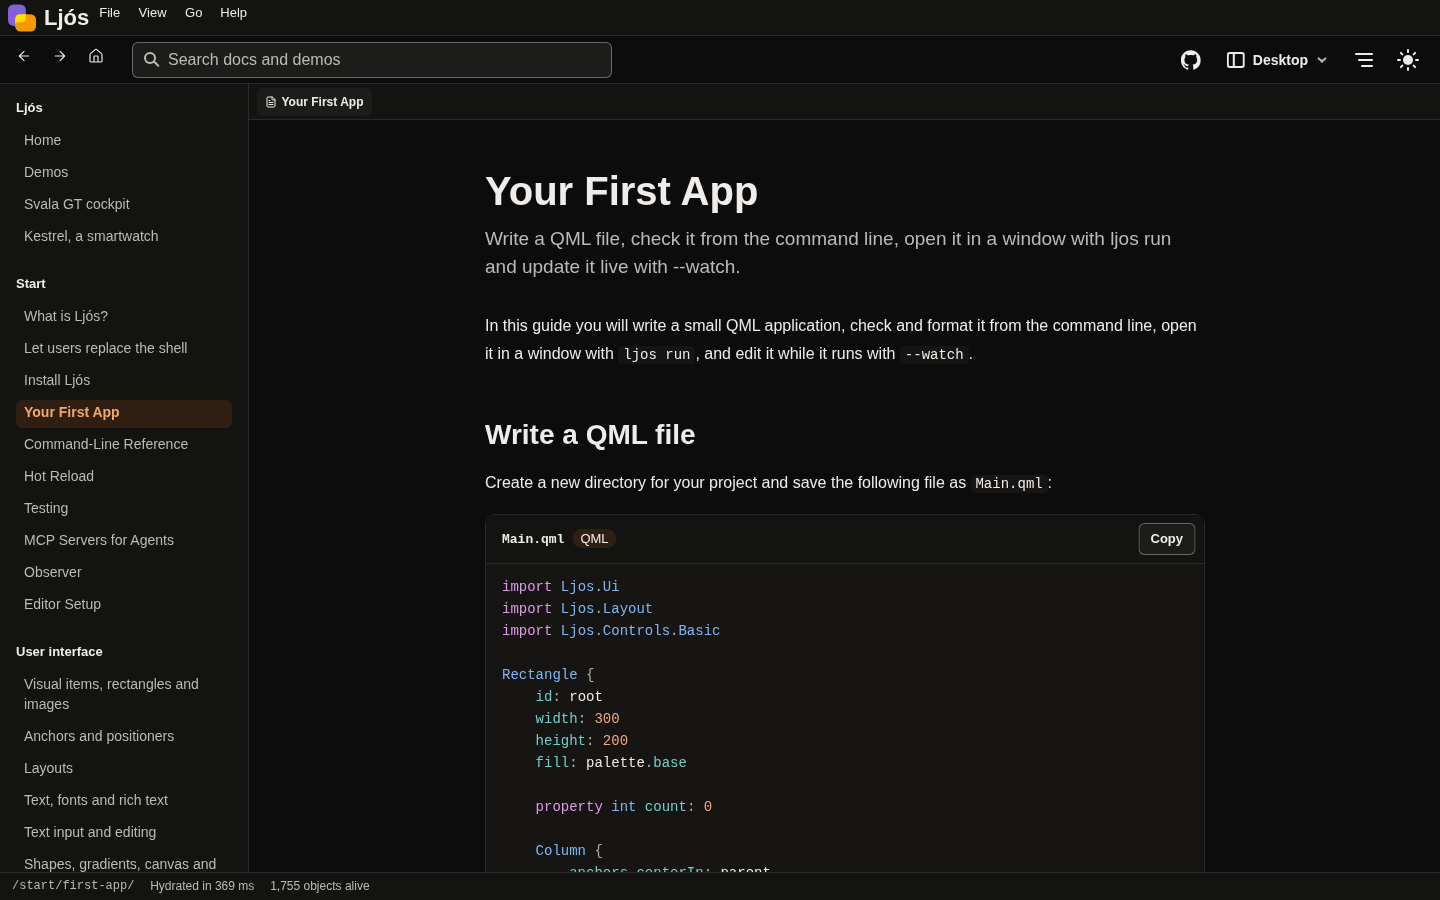 Ljós
File View Go Help
Search docs and demos
Desktop
Ljós
Home
Demos
Svala GT cockpit
Kestrel, a smartwatch
Start
What is Ljós?
Let users replace the shell
Install Ljós
Your First App
Command-Line Reference
Hot Reload
Testing
MCP Servers for Agents
Observer
Editor Setup
User interface
Visual items, rectangles and
images
Anchors and positioners
Layouts
Text, fonts and rich text
Text input and editing
Shapes, gradients, canvas and
Your First App
Your First App
Write a QML file, check it from the command line, open it in a window with ljos run
and update it live with --watch.
In this guide you will write a small QML application, check and format it from the command line, open
it in a window with ljos run, and edit it while it runs with --watch.
Write a QML file
Create a new directory for your project and save the following file as Main.qml:
Main.qml QML Copy
import Ljos.Ui
import Ljos.Layout
import Ljos.Controls.Basic
Rectangle {
id: root
width: 300
height: 200
fill: palette.base
property int count: 0
Column {
anchors.centerIn: parent
/start/first-app/ Hydrated in 369 ms 1,755 objects alive